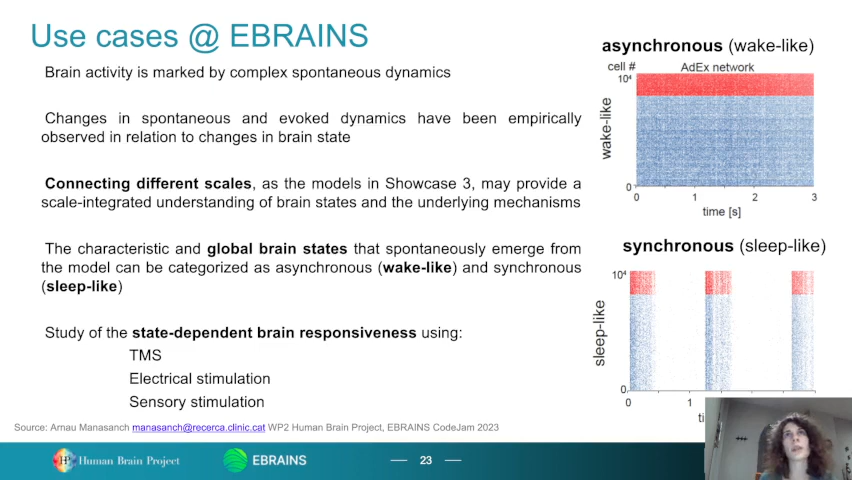 Use cases @ EBRAINS
Brain activity is marked by complex spontaneous dynamics
Changes in spontaneous and evoked dynamics have been empirically
observed in relation to changes in brain state
Connecting different scales, as the models in Showcase 3, may provide a
scale-integrated understanding of brain states and the underlying mechanisms
The characteristic and global brain states that spontaneously emerge from
the model can be categorized as asynchronous (wake-like) and synchronous
(sleep-like)
Study of the state-dependent brain responsiveness using:
TMS
Electrical stimulation
Sensory stimulation
Source: Arnau Manasanch manasanch@recerca.clinic.cat WP2 Human Brain Project, EBRAINS CodeJam 2023
asynchronous (wake-like)
cell # AdEx network
10⁴
wake-like
0
0 1 2 3
time [s]
synchronous (sleep-like)
10⁴
sleep-like
0
0 1
Human Brain Project
EBRAINS
23